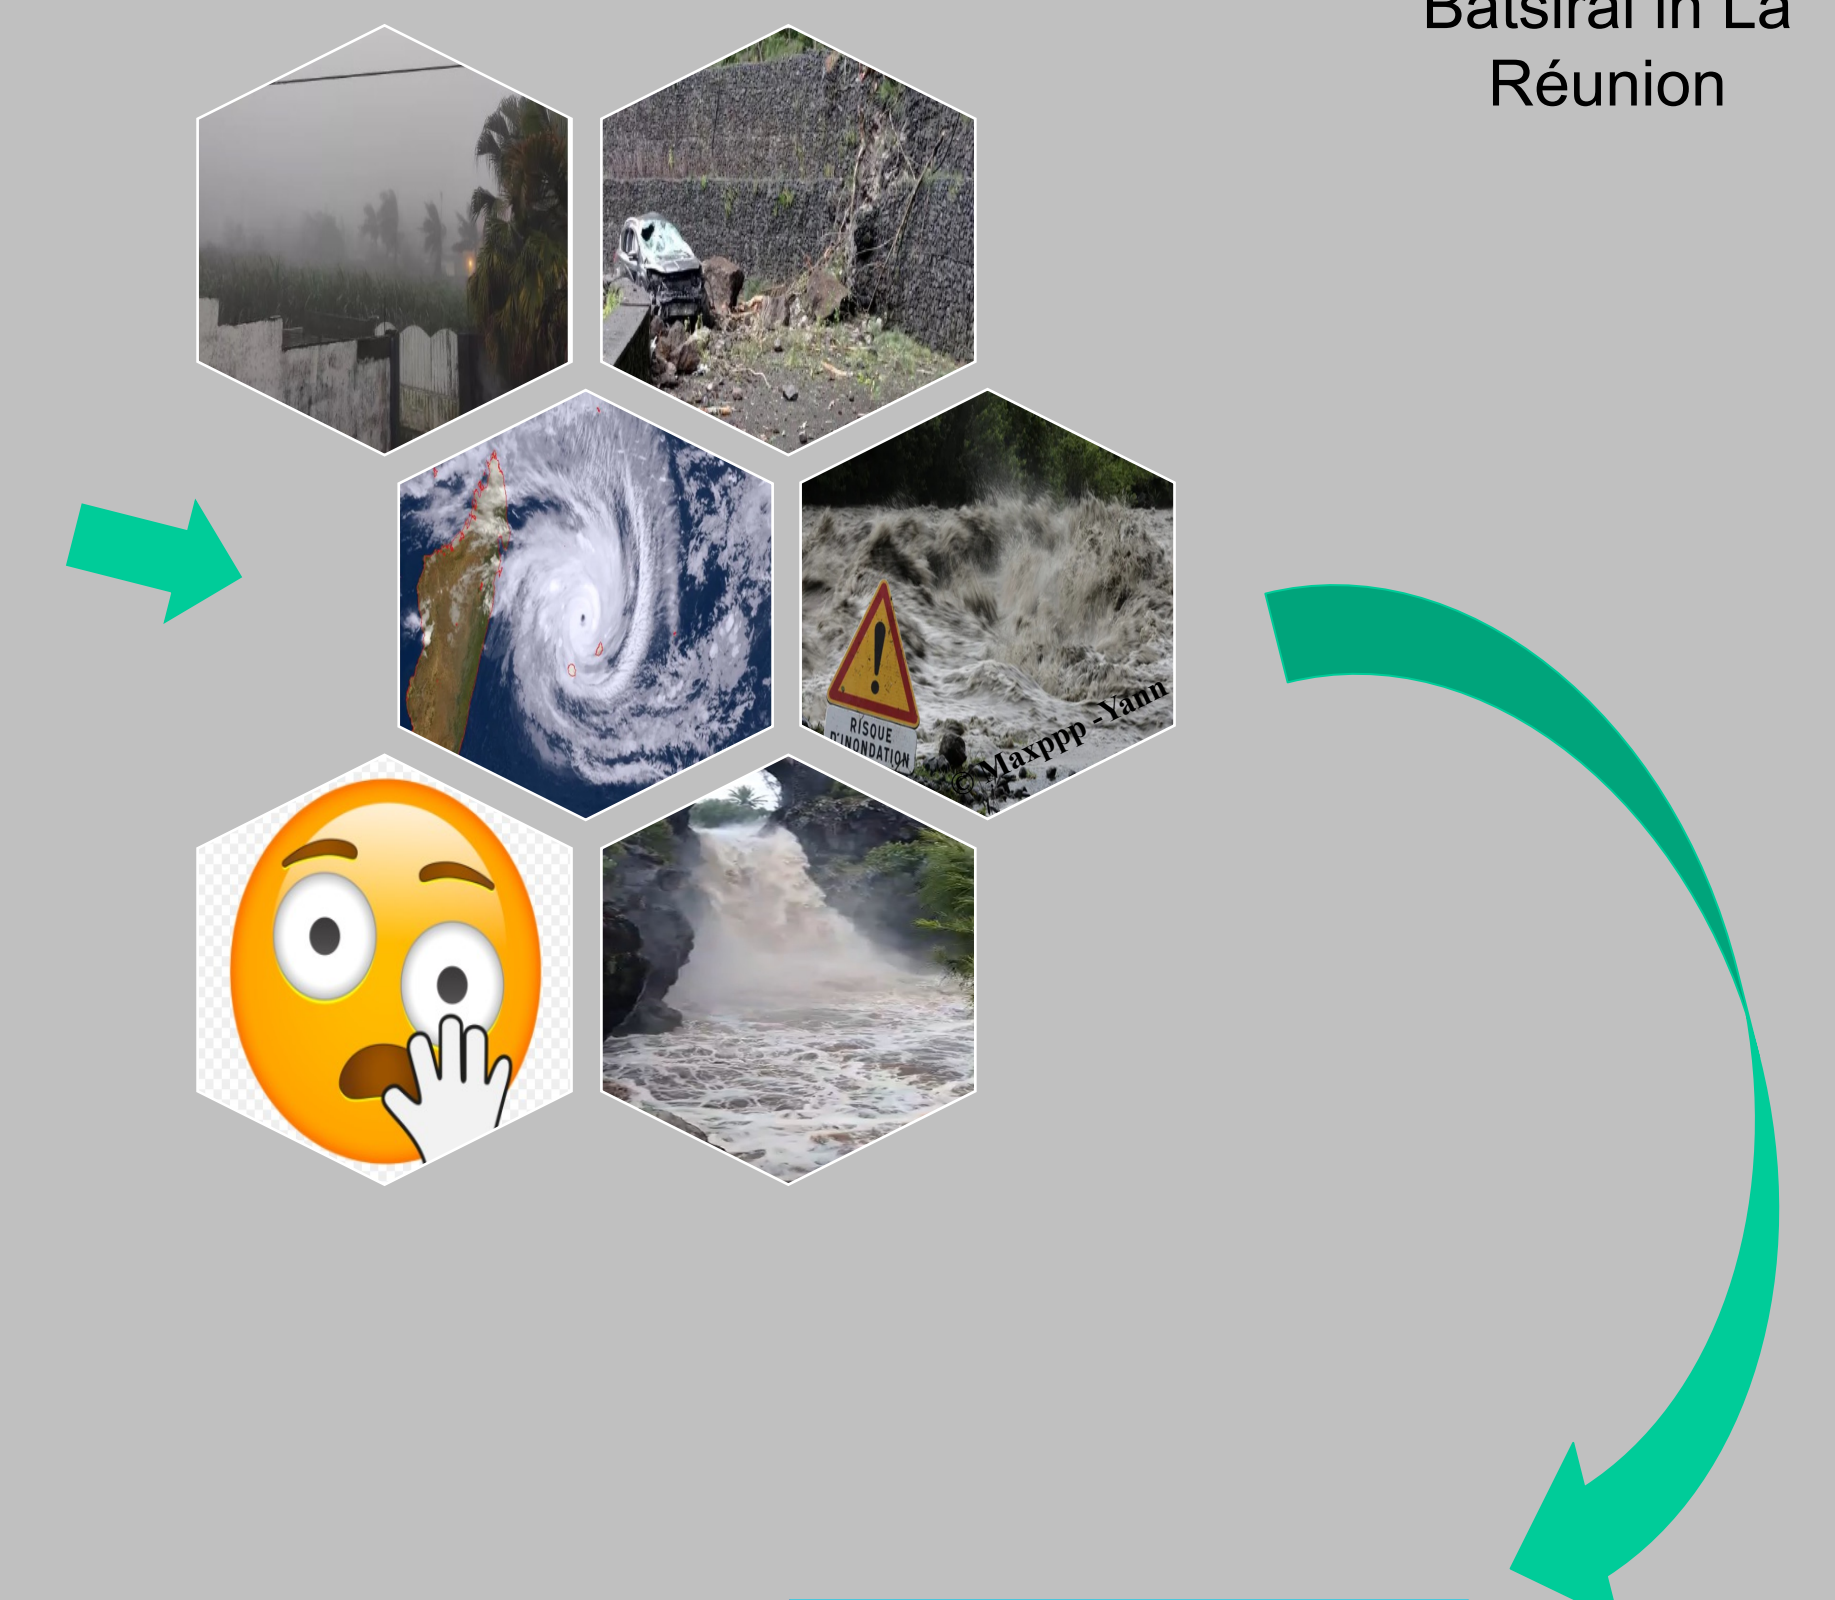 Batsirai in La
Réunion
RISQUE
D'INONDATION
© Maxppp -Yann